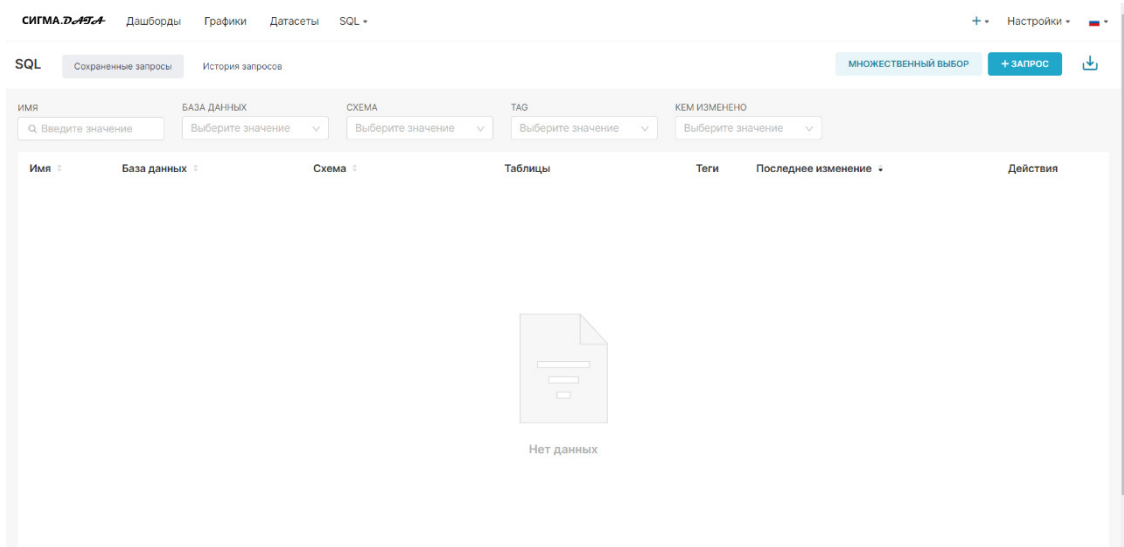 СИГМА.DATA Дашборды Графики Датасеты SQL + Настройки
SQL Сохраненные запросы История запросов МНОЖЕСТВЕННЫЙ ВЫБОР + ЗАПРОС
ИМЯ БАЗА ДАННЫХ СХЕМА TAG КЕМ ИЗМЕНЕНО
Введите значение Выберите значение Выберите значение Выберите значение Выберите значение
Имя База данных Схема Таблицы Теги Последнее изменение Действия
Нет данных